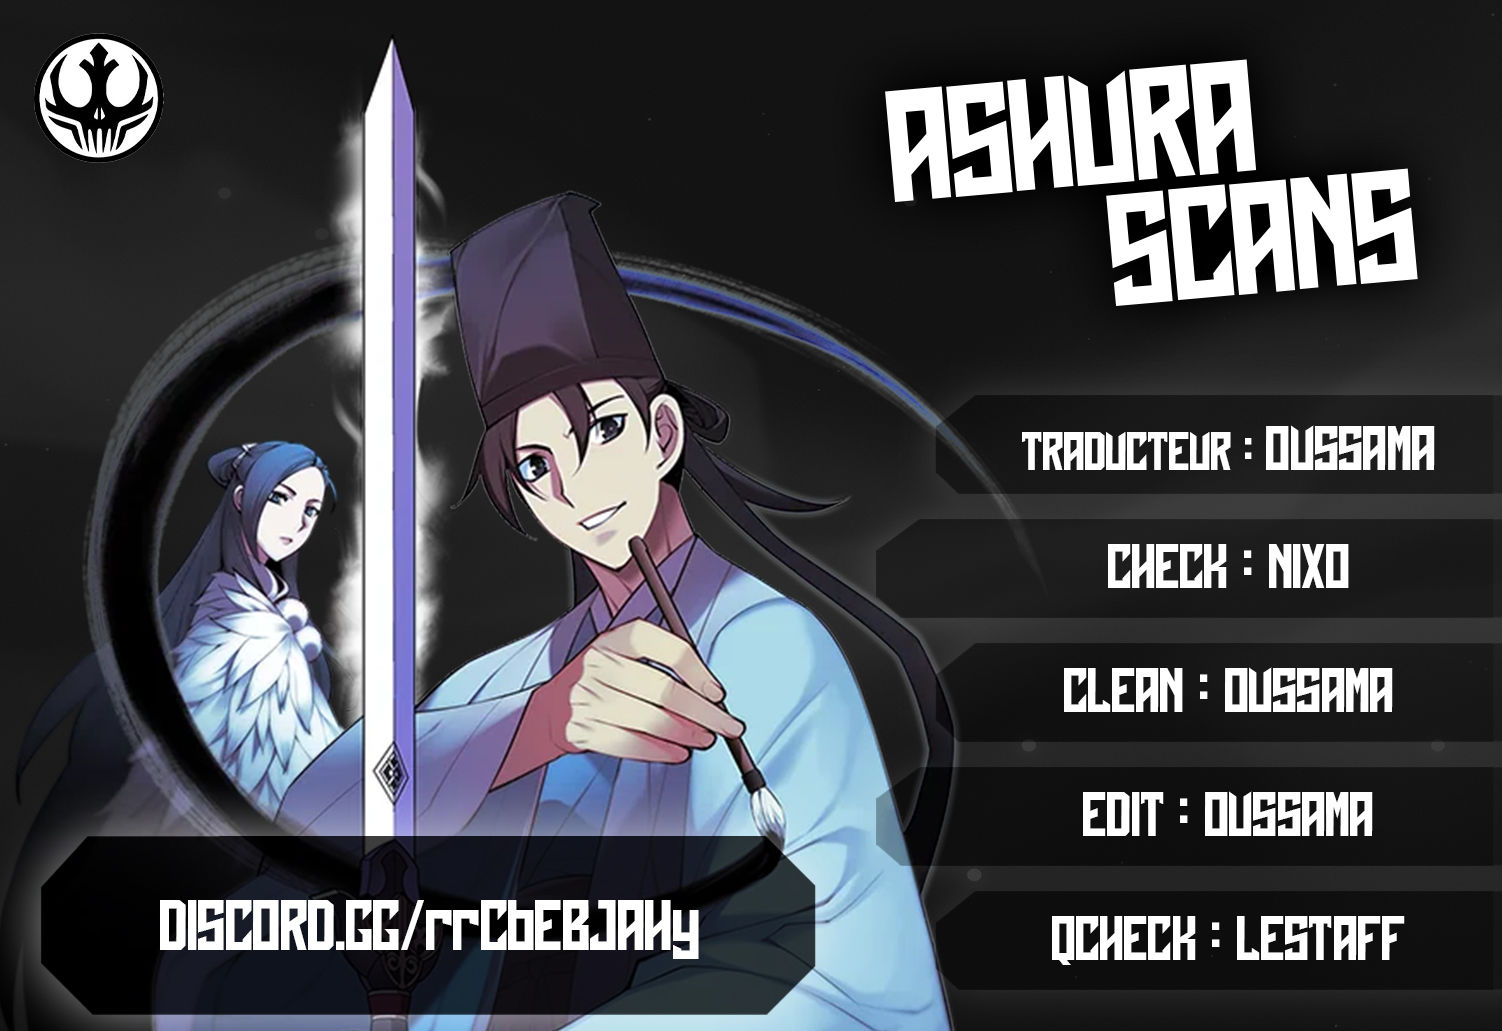 ASHURA
SCANS
TRADUCTEUR : OUSSAMA
CHECK : NIXO
CLEAN : OUSSAMA
EDIT : OUSSAMA
QCHECK : LESTAFF
DISCORD.GG/rrCbEBJAHy